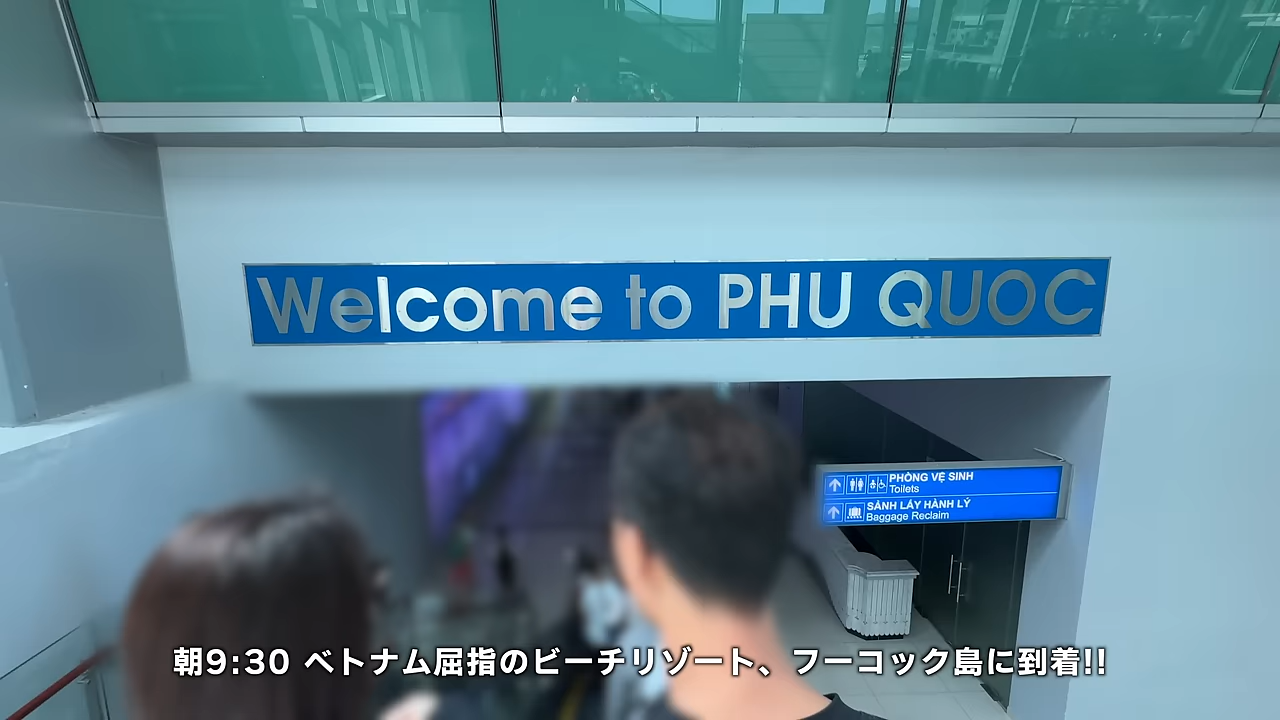 Welcome to PHU QUOC
PHÒNG VỆ SINH
Toilets
SẢNH LẤY HÀNH LÝ
Baggage Reclaim
朝9:30 ベトナム屈指のビーチリゾート、フーコック島に到着!!